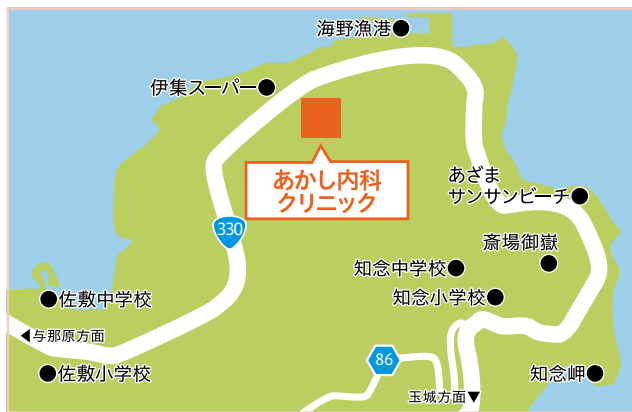 海野漁港
伊集スーパー
あかし内科
クリニック
あざま
サンサンビーチ
330
斎場御嶽
知念中学校
知念小学校
佐敷中学校
与那原方面
佐敷小学校
86
知念岬
玉城方面